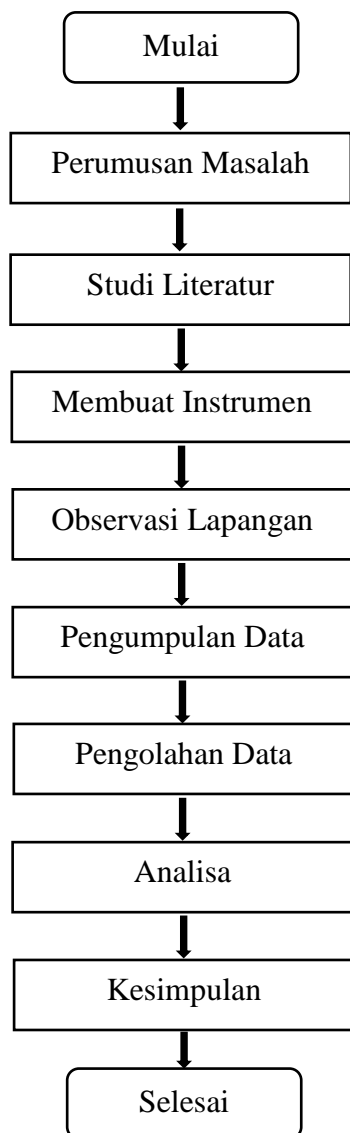 Mulai
Perumusan Masalah
Studi Literatur
Membuat Instrumen
Observasi Lapangan
Pengumpulan Data
Pengolahan Data
Analisa
Kesimpulan
Selesai